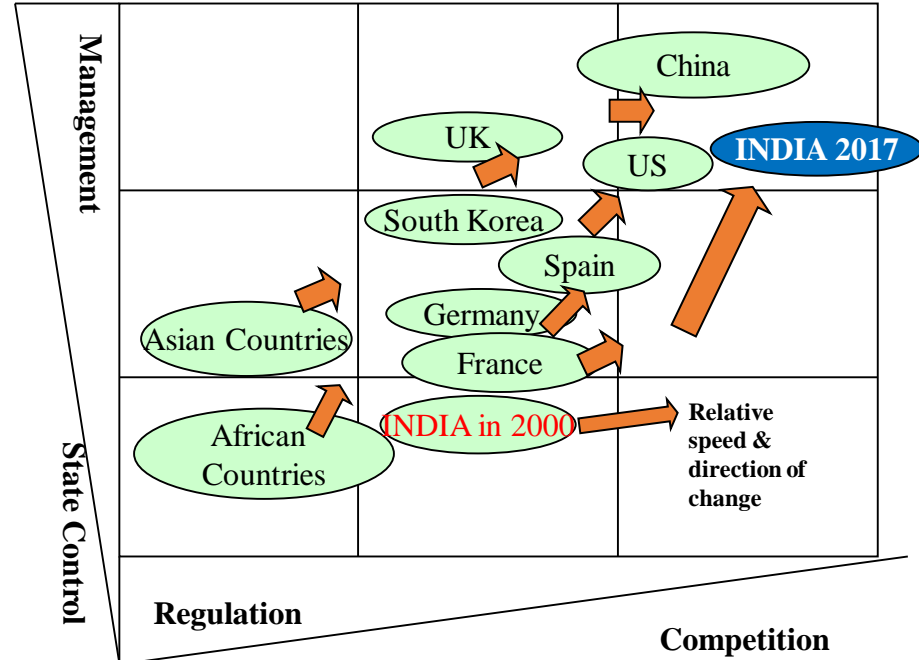 Management
State Control
China
UK
INDIA 2017
US
South Korea
Spain
Germany
Asian Countries
France
INDIA in 2000
African
Countries
Relative
speed &
direction of
change
Regulation
Competition